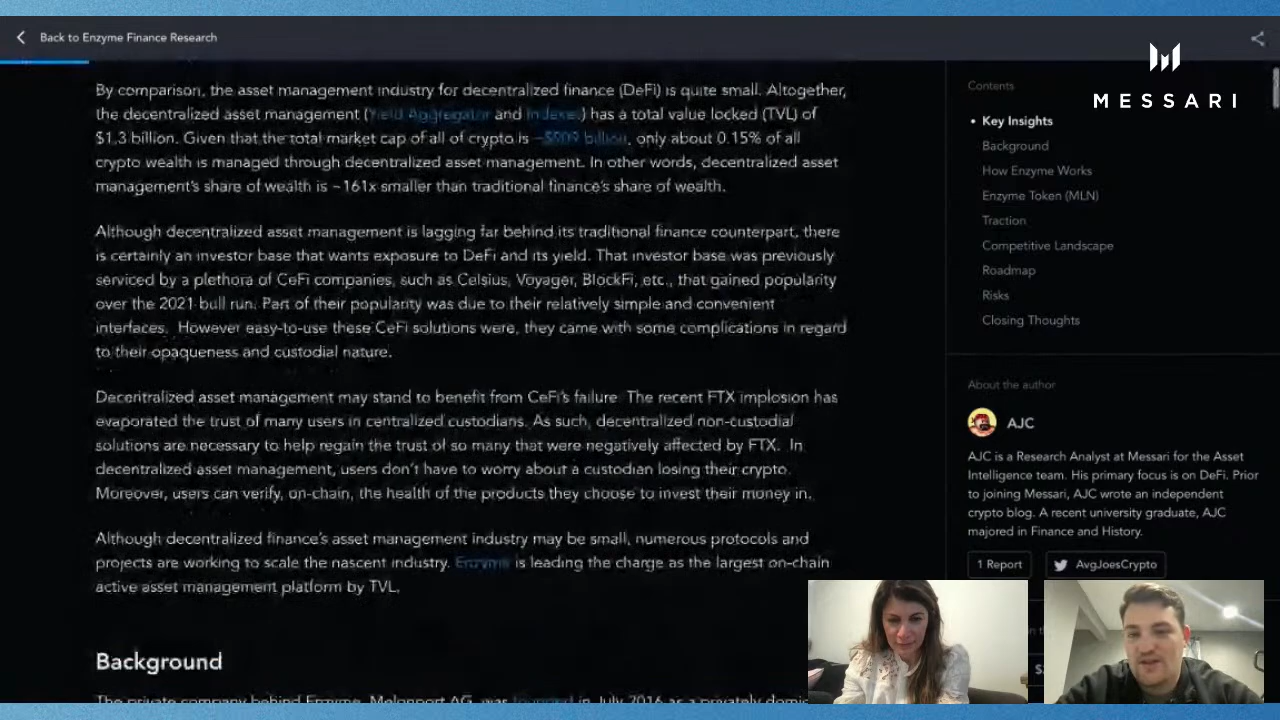 Back to Enzyme Finance Research
MESSARI
By comparison, the asset management industry for decentralized finance (DeFi) is quite small. Altogether,
the decentralized asset management (Yield Aggregator and Indexes) has a total value locked (TVL) of
$1.3 billion. Given that the total market cap of all of crypto is ~$909 billion, only about 0.15% of all
crypto wealth is managed through decentralized asset management. In other words, decentralized asset
management's share of wealth is ~161x smaller than traditional finance's share of wealth.
Although decentralized asset management is lagging far behind its traditional finance counterpart, there
is certainly an investor base that wants exposure to DeFi and its yield. That investor base was previously
serviced by a plethora of CeFi companies, such as Celsius, Voyager, BlockFi, etc., that gained popularity
over the 2021 bull run. Part of their popularity was due to their relatively simple and convenient
interfaces. However easy-to-use these CeFi solutions were, they came with some complications in regard
to their opaqueness and custodial nature.
Decentralized asset management may stand to benefit from CeFi's failure. The recent FTX implosion has
evaporated the trust of many users in centralized custodians. As such, decentralized non-custodial
solutions are necessary to help regain the trust of so many that were negatively affected by FTX. In
decentralized asset management, users don't have to worry about a custodian losing their crypto.
Moreover, users can verify, on-chain, the health of the products they choose to invest their money in.
Although decentralized finance's asset management industry may be small, numerous protocols and
projects are working to scale the nascent industry. Enzyme is leading the charge as the largest on-chain
active asset management platform by TVL.
Background
The private company behind Enzyme, Melonport AG, was founded in July 2016 as a privately
Contents
• Key Insights
Background
How Enzyme Works
Enzyme Token (MLN)
Traction
Competitive Landscape
Roadmap
Risks
Closing Thoughts
About the author
AJC
AJC is a Research Analyst at Messari for the Asset
Intelligence team. His primary focus is on DeFi. Prior
to joining Messari, AJC wrote an independent
crypto blog. A recent university graduate, AJC
majored in Finance and History.
1 Report
AvgJoesCrypto